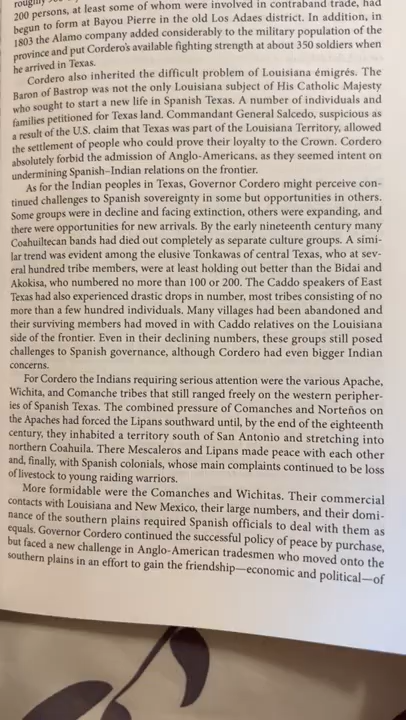 200 persons, at least some of whom were involved in contraband trade, had
begun to form at Bayou Pierre in the old Los Adaes district. In addition, in
1803 the Alamo company added considerably to the military population of the
province and put Cordero's available fighting strength at about 350 soldiers when
he arrived in Texas.
Cordero also inherited the difficult problem of Louisiana émigrés. The
Baron of Bastrop was not the only Louisiana subject of His Catholic Majesty
who sought to start a new life in Spanish Texas. A number of individuals and
families petitioned for Texas land. Commandant General Salcedo, suspicious as
a result of the U.S. claim that Texas was part of the Louisiana Territory, allowed
the settlement of people who could prove their loyalty to the Crown. Cordero
absolutely forbid the admission of Anglo-Americans, as they seemed intent on
undermining Spanish–Indian relations on the frontier.
As for the Indian peoples in Texas, Governor Cordero might perceive con-
tinued challenges to Spanish sovereignty in some but opportunities in others.
Some groups were in decline and facing extinction, others were expanding, and
there were opportunities for new arrivals. By the early nineteenth century many
Coahuiltecan bands had died out completely as separate culture groups. A simi-
lar trend was evident among the elusive Tonkawas of central Texas, who at sev-
eral hundred tribe members, were at least holding out better than the Bidai and
Akokisa, who numbered no more than 100 or 200. The Caddo speakers of East
Texas had also experienced drastic drops in number, most tribes consisting of no
more than a few hundred individuals. Many villages had been abandoned and
their surviving members had moved in with Caddo relatives on the Louisiana
side of the frontier. Even in their declining numbers, these groups still posed
challenges to Spanish governance, although Cordero had even bigger Indian
concerns.
For Cordero the Indians requiring serious attention were the various Apache,
Wichita, and Comanche tribes that still ranged freely on the western peripher-
ies of Spanish Texas. The combined pressure of Comanches and Norteños on
the Apaches had forced the Lipans southward until, by the end of the eighteenth
century, they inhabited a territory south of San Antonio and stretching into
northern Coahuila. There Mescaleros and Lipans made peace with each other
and, finally, with Spanish colonials, whose main complaints continued to be loss
of livestock to young raiding warriors.
More formidable were the Comanches and Wichitas. Their commercial
contacts with Louisiana and New Mexico, their large numbers, and their domi-
nance of the southern plains required Spanish officials to deal with them as
equals. Governor Cordero continued the successful policy of peace by purchase,
but faced a new challenge in Anglo-American tradesmen who moved onto the
southern plains in an effort to gain the friendship—economic and political—of